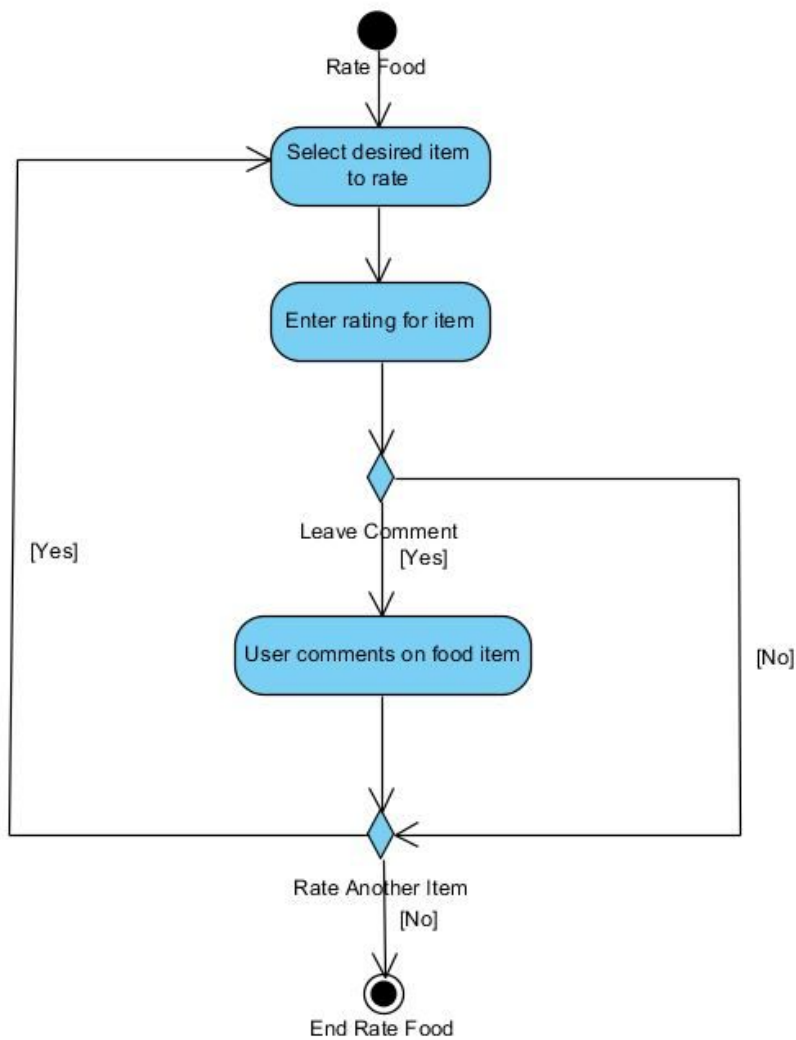 Rate Food
Select desired item
to rate
Enter rating for item
Leave Comment
[Yes]
[Yes]
User comments on food item
[No]
Rate Another Item
[No]
End Rate Food